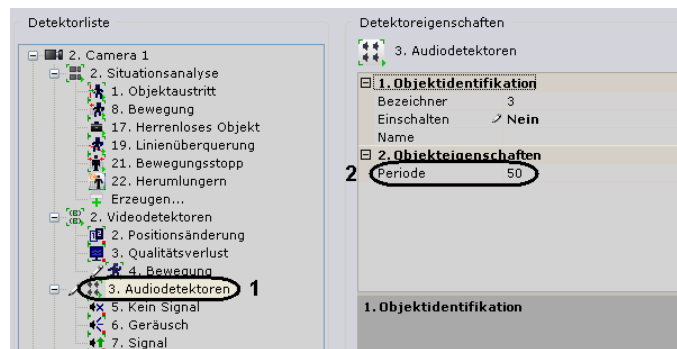 Detektorliste
2. Camera 1
2. Situationsanalyse
1. Objektaustritt
8. Bewegung
17. Herrenloses Objekt
19. Linienüberquerung
21. Bewegungsstopp
22. Herumlungern
Erzeugen...
2. Videodetektoren
2. Positionsänderung
3. Qualitätsverlust
4. Bewegung
3. Audiodetektoren 1
5. Kein Signal
6. Geräusch
7. Signal
Detektoreigenschaften
3. Audiodetektoren
1. Objektidentifikation
Bezeichner 3
Einschalten Nein
Name
2. Objekteigenschaften
2 Periode 50
1. Objektidentifikation